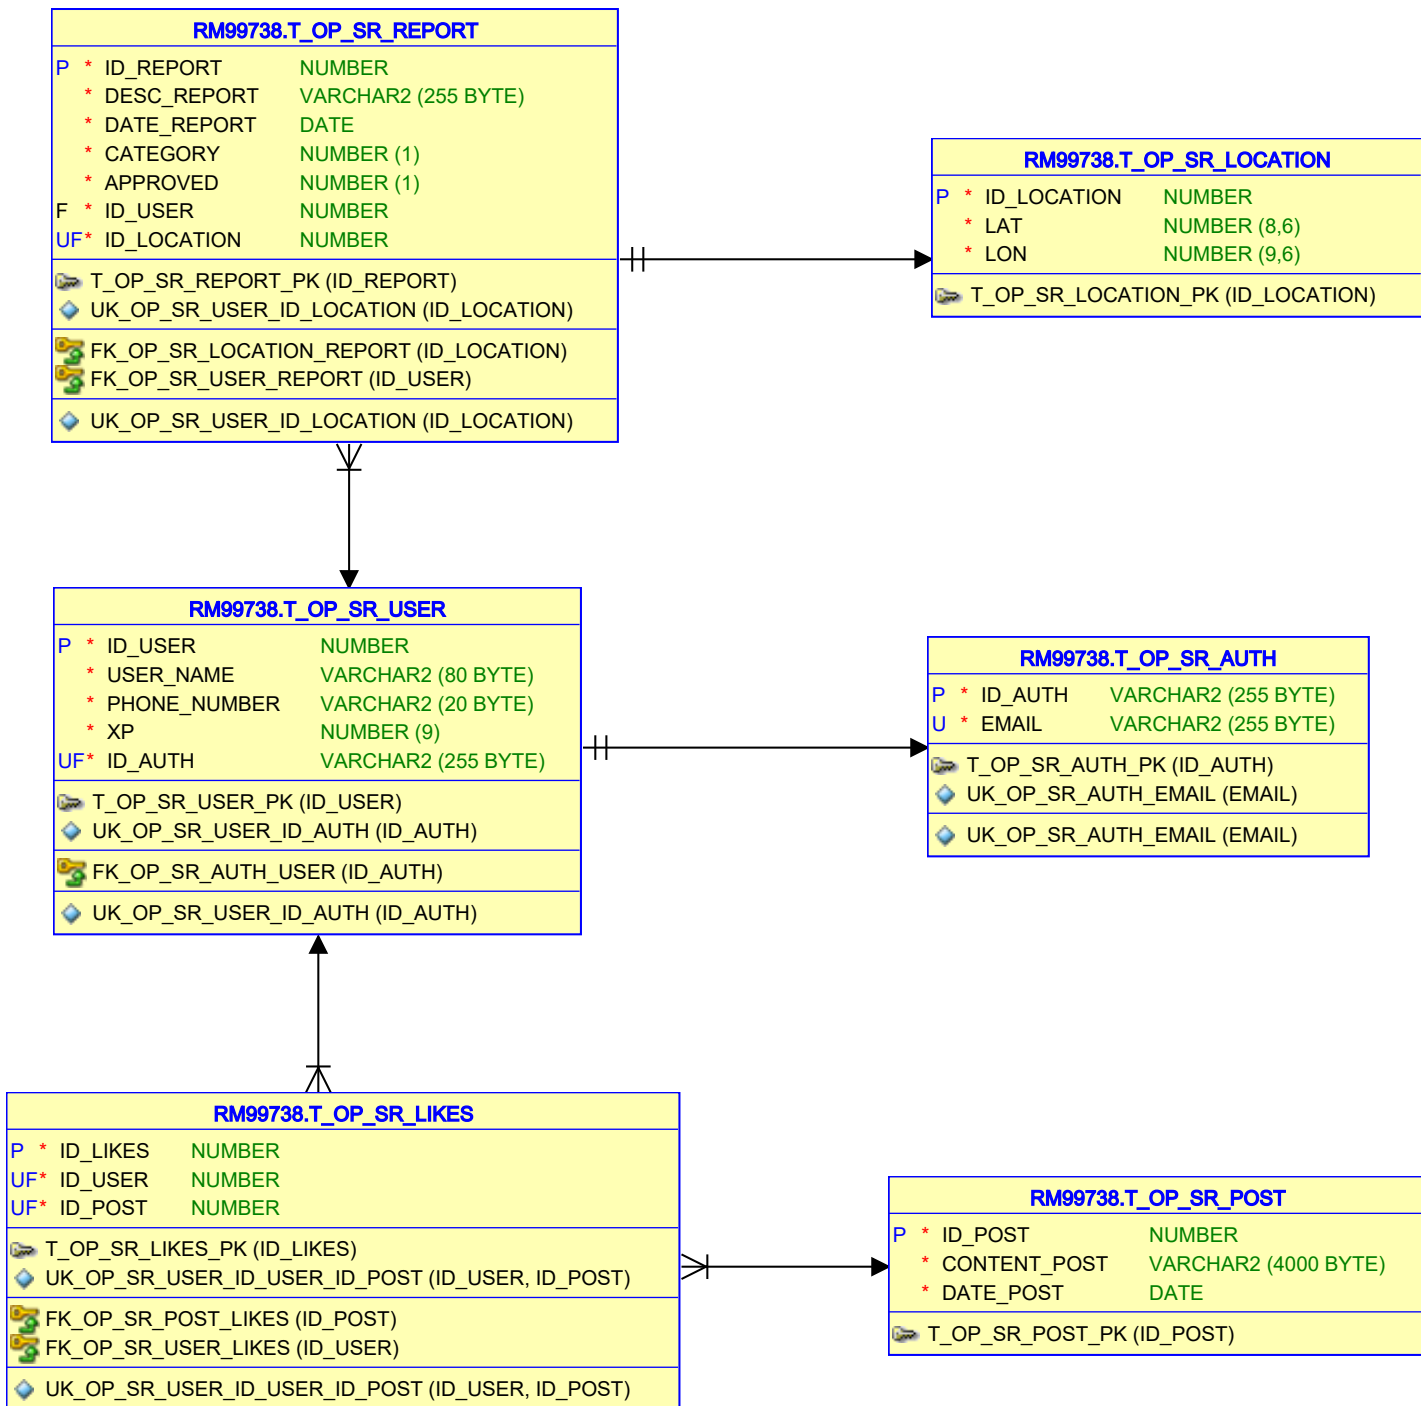 RM99738.T_OP_SR_REPORT
P * ID_REPORT NUMBER
* DESC_REPORT VARCHAR2 (255 BYTE)
* DATE_REPORT DATE
* CATEGORY NUMBER (1)
* APPROVED NUMBER (1)
F * ID_USER NUMBER
UF* ID_LOCATION NUMBER
T_OP_SR_REPORT_PK (ID_REPORT)
UK_OP_SR_USER_ID_LOCATION (ID_LOCATION)
FK_OP_SR_LOCATION_REPORT (ID_LOCATION)
FK_OP_SR_USER_REPORT (ID_USER)
UK_OP_SR_USER_ID_LOCATION (ID_LOCATION)
RM99738.T_OP_SR_LOCATION
P * ID_LOCATION NUMBER
* LAT NUMBER (8,6)
* LON NUMBER (9,6)
T_OP_SR_LOCATION_PK (ID_LOCATION)
RM99738.T_OP_SR_USER
P * ID_USER NUMBER
* USER_NAME VARCHAR2 (80 BYTE)
* PHONE_NUMBER VARCHAR2 (20 BYTE)
* XP NUMBER (9)
UF* ID_AUTH VARCHAR2 (255 BYTE)
T_OP_SR_USER_PK (ID_USER)
UK_OP_SR_USER_ID_AUTH (ID_AUTH)
FK_OP_SR_AUTH_USER (ID_AUTH)
UK_OP_SR_USER_ID_AUTH (ID_AUTH)
RM99738.T_OP_SR_AUTH
P * ID_AUTH VARCHAR2 (255 BYTE)
U * EMAIL VARCHAR2 (255 BYTE)
T_OP_SR_AUTH_PK (ID_AUTH)
UK_OP_SR_AUTH_EMAIL (EMAIL)
UK_OP_SR_AUTH_EMAIL (EMAIL)
RM99738.T_OP_SR_LIKES
P * ID_LIKES NUMBER
UF* ID_USER NUMBER
UF* ID_POST NUMBER
T_OP_SR_LIKES_PK (ID_LIKES)
UK_OP_SR_USER_ID_USER_ID_POST (ID_USER, ID_POST)
FK_OP_SR_POST_LIKES (ID_POST)
FK_OP_SR_USER_LIKES (ID_USER)
UK_OP_SR_USER_ID_USER_ID_POST (ID_USER, ID_POST)
RM99738.T_OP_SR_POST
P * ID_POST NUMBER
* CONTENT_POST VARCHAR2 (4000 BYTE)
* DATE_POST DATE
T_OP_SR_POST_PK (ID_POST)